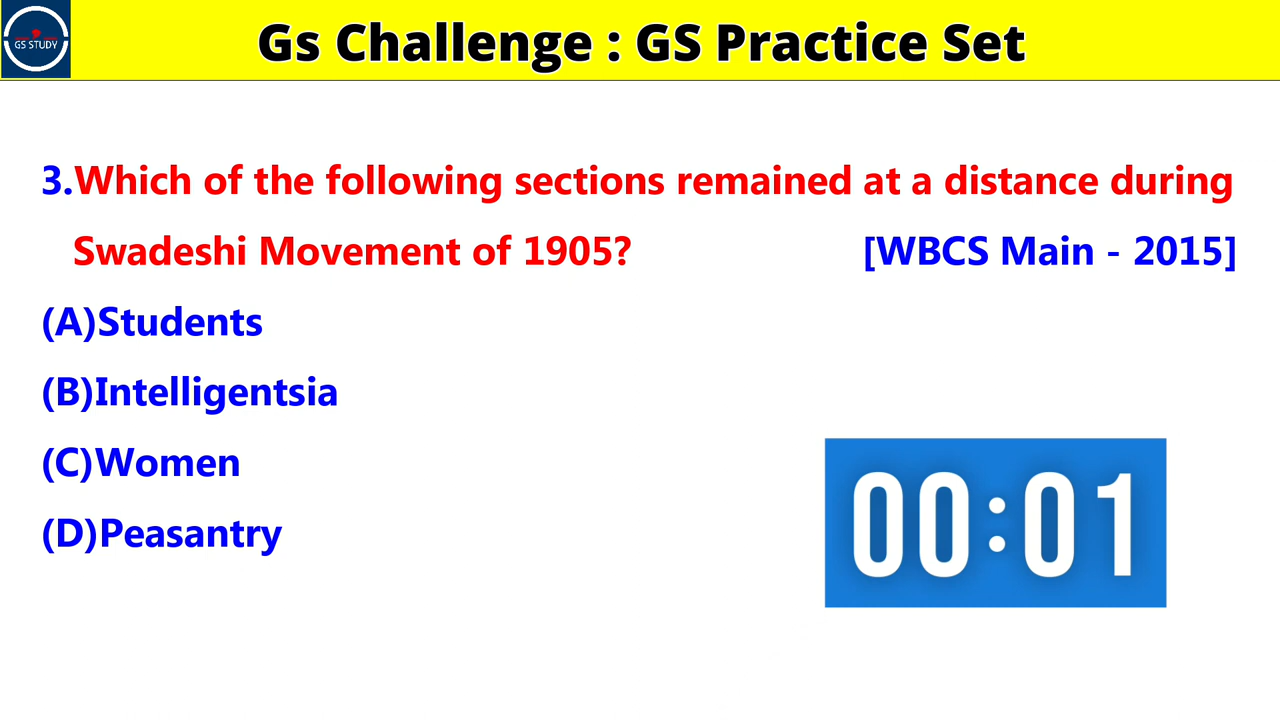 GS STUDY
Gs Challenge : GS Practice Set
3.Which of the following sections remained at a distance during
Swadeshi Movement of 1905? [WBCS Main - 2015]
(A)Students
(B)Intelligentsia
(C)Women
(D)Peasantry
00:01